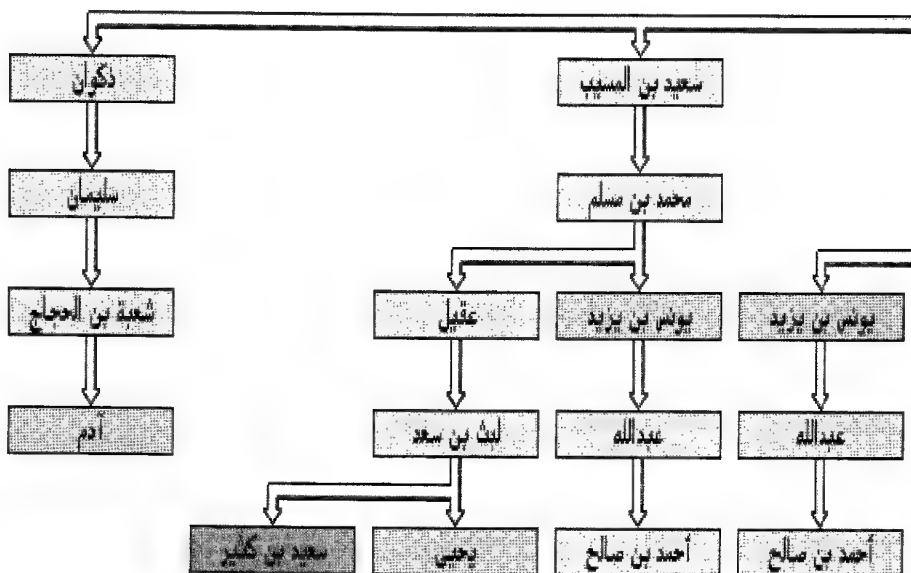 سعيد بن المسيب
ذكوان
محمد بن مسلم
سليمان
يونس بن يزيد
يونس بن يزيد
عقيل
شعبة بن الحجاج
عبدالله
عبدالله
ليث بن سعد
آدم
أحمد بن صالح
أحمد بن صالح
يحيى
سعيد بن كثير